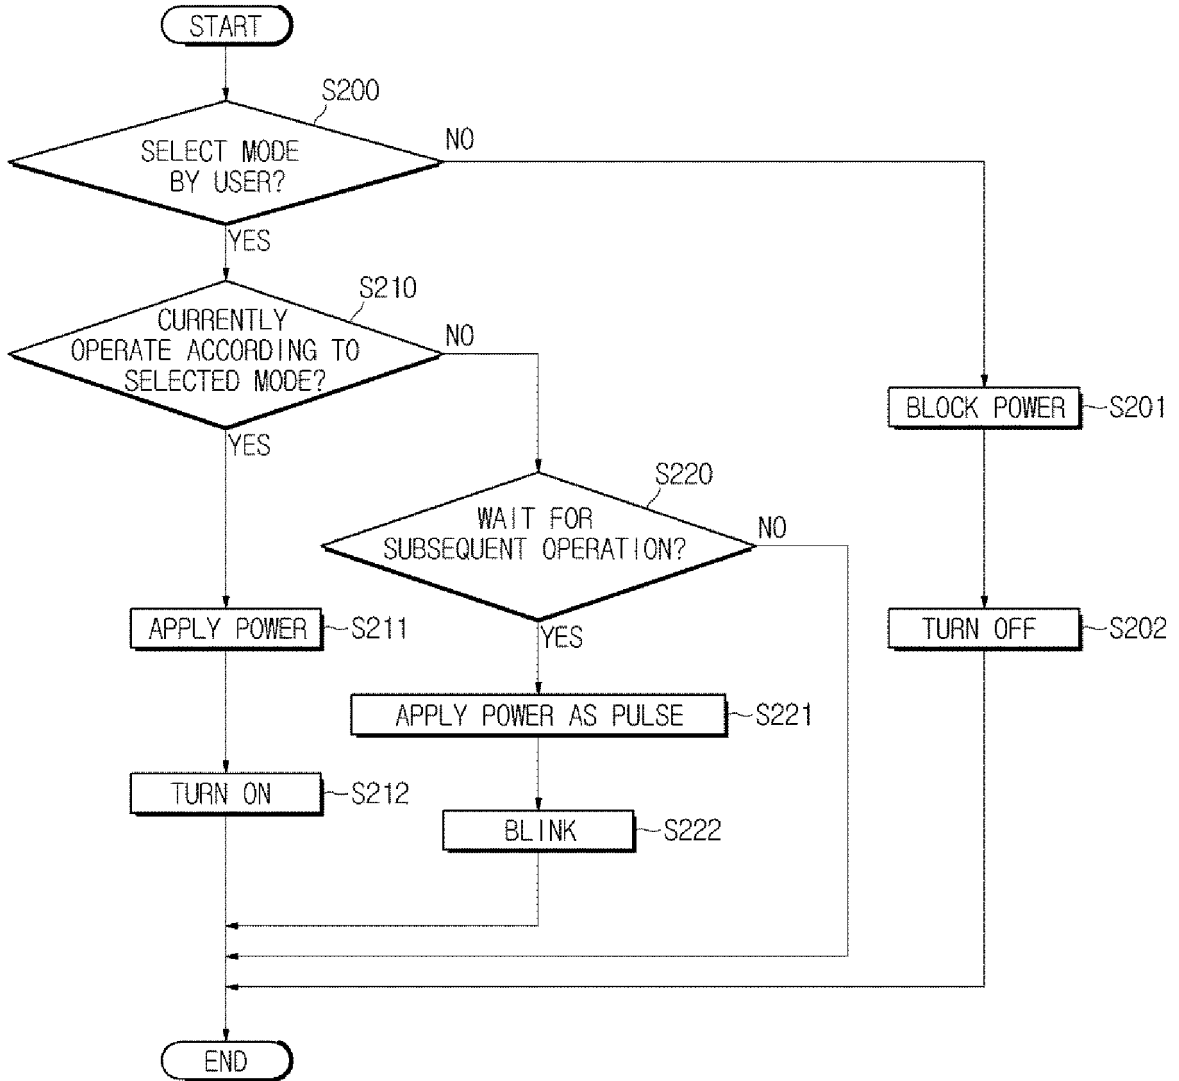 START
S200
SELECT MODE
BY USER?
NO
YES
S210
CURRENTLY
OPERATE ACCORDING TO
SELECTED MODE?
NO
YES
BLOCK POWER
S201
S220
WAIT FOR
SUBSEQUENT OPERATION?
NO
YES
APPLY POWER
S211
TURN OFF
S202
APPLY POWER AS PULSE
S221
TURN ON
S212
BLINK
S222
END